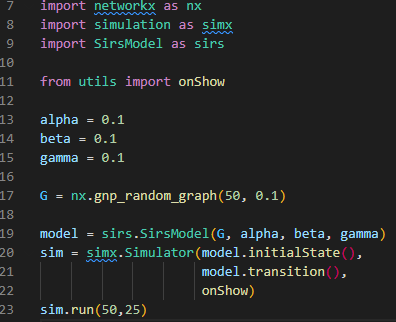 7 import networkx as nx
8 import simulation as simx
9 import SirsModel as sirs
10
11 from utils import onShow
12
13 alpha = 0.1
14 beta = 0.1
15 gamma = 0.1
16
17 G = nx.gnp_random_graph(50, 0.1)
18
19 model = sirs.SirsModel(G, alpha, beta, gamma)
20 sim = simx.Simulator(model.initialState(),
21                      model.transition(),
22                      onShow)
23 sim.run(50,25)